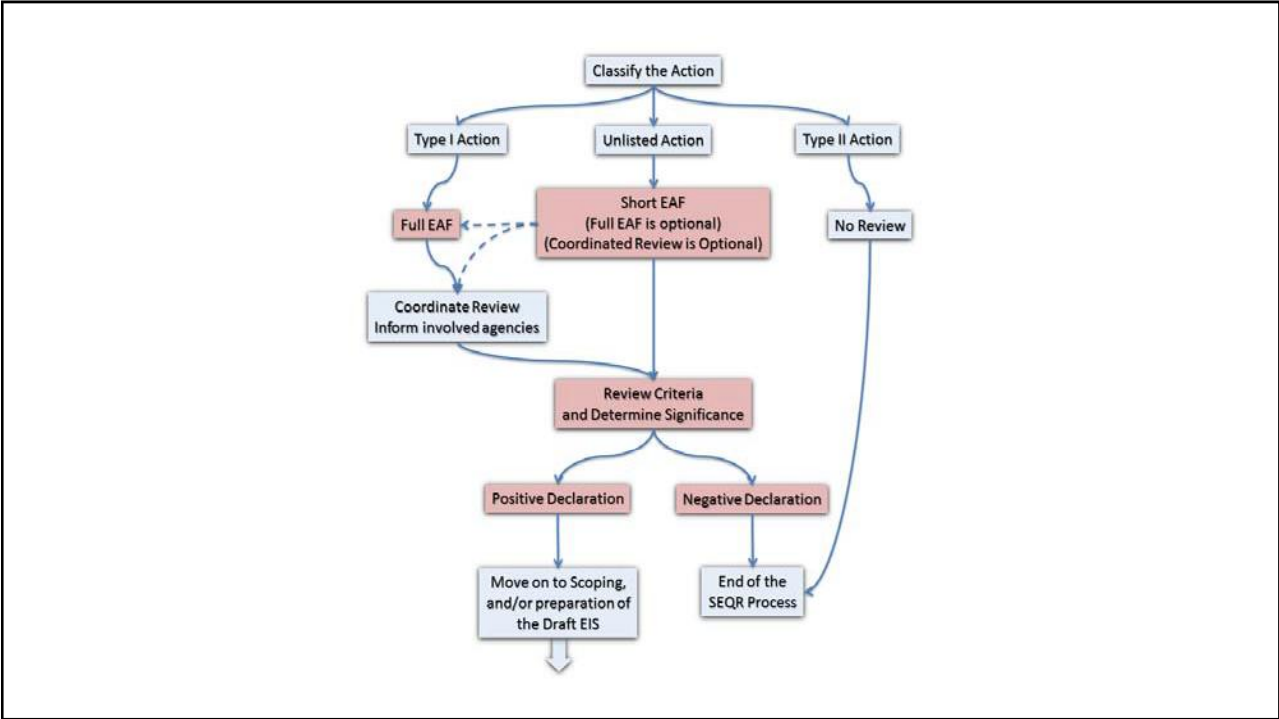 Classify the Action
Type I Action
Unlisted Action
Type II Action
Full EAF
Short EAF
(Full EAF is optional)
(Coordinated Review is Optional)
No Review
Coordinate Review
Inform involved agencies
Review Criteria
and Determine Significance
Positive Declaration
Negative Declaration
Move on to Scoping,
and/or preparation of
the Draft EIS
End of the
SEQR Process